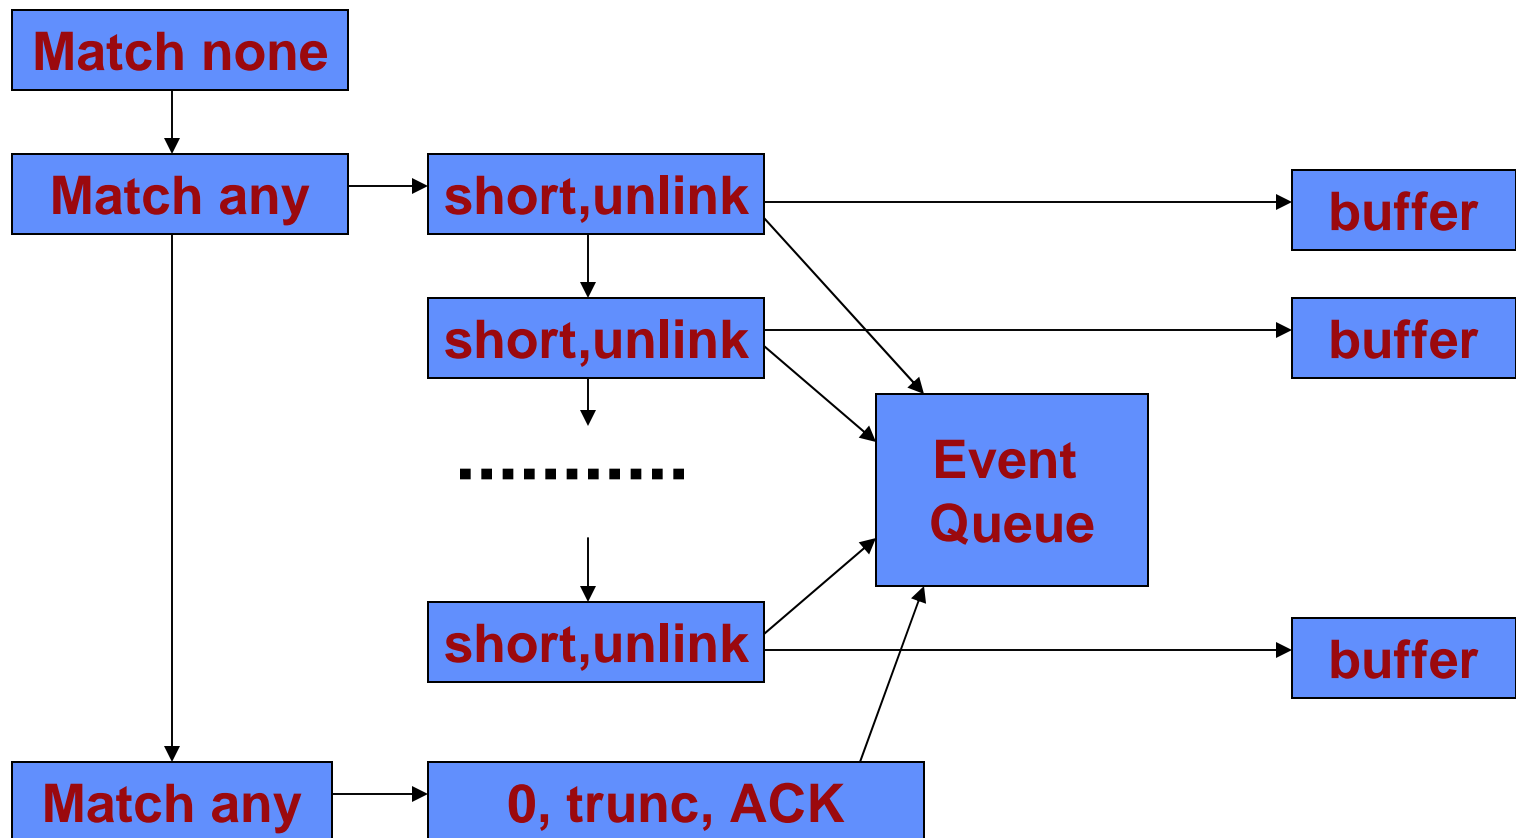 Match none
Match any
short,unlink
buffer
short,unlink
buffer
Event
Queue
short,unlink
buffer
Match any
0, trunc, ACK